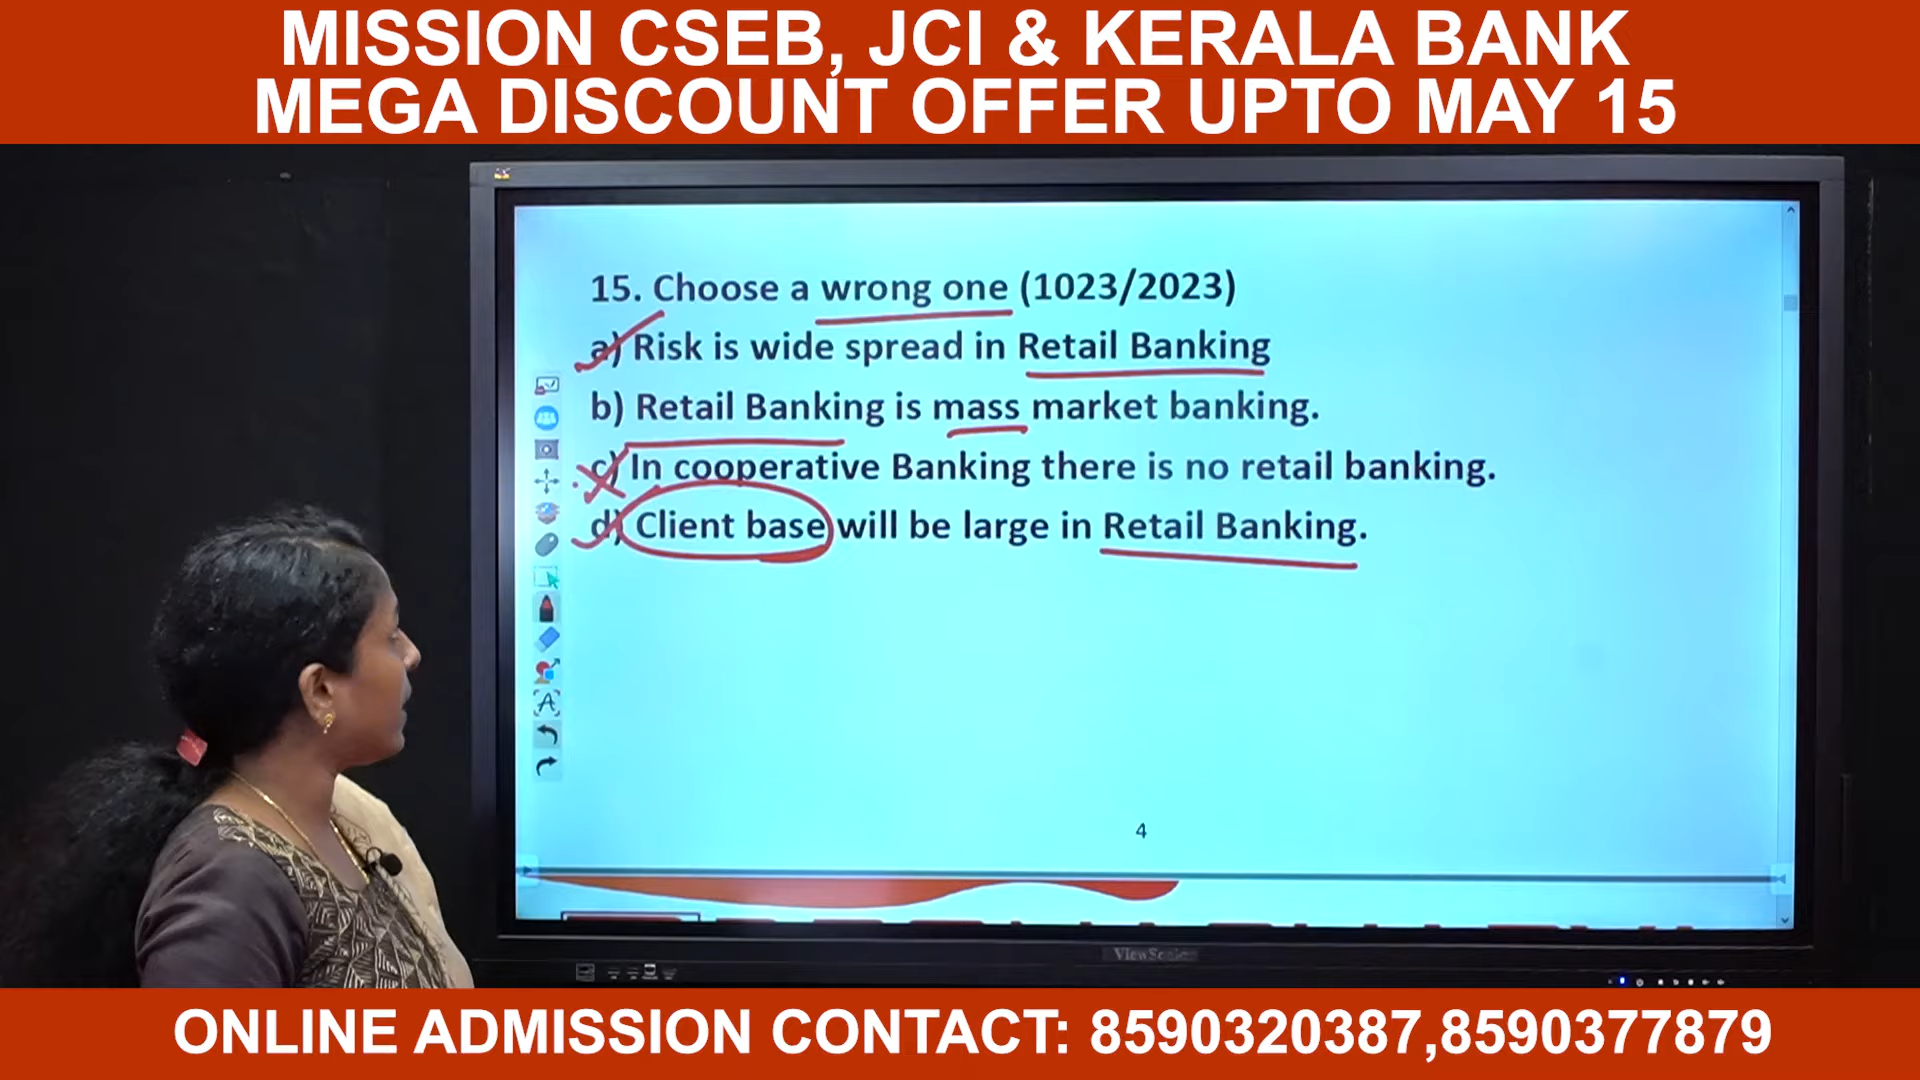 MISSION CSEB, JCI & KERALA BANK
MEGA DISCOUNT OFFER UPTO MAY 15
15. Choose a wrong one (1023/2023)
a) Risk is wide spread in Retail Banking
b) Retail Banking is mass market banking.
c) In cooperative Banking there is no retail banking.
d) Client base will be large in Retail Banking.
4
ViewSonic
ONLINE ADMISSION CONTACT: 8590320387,8590377879